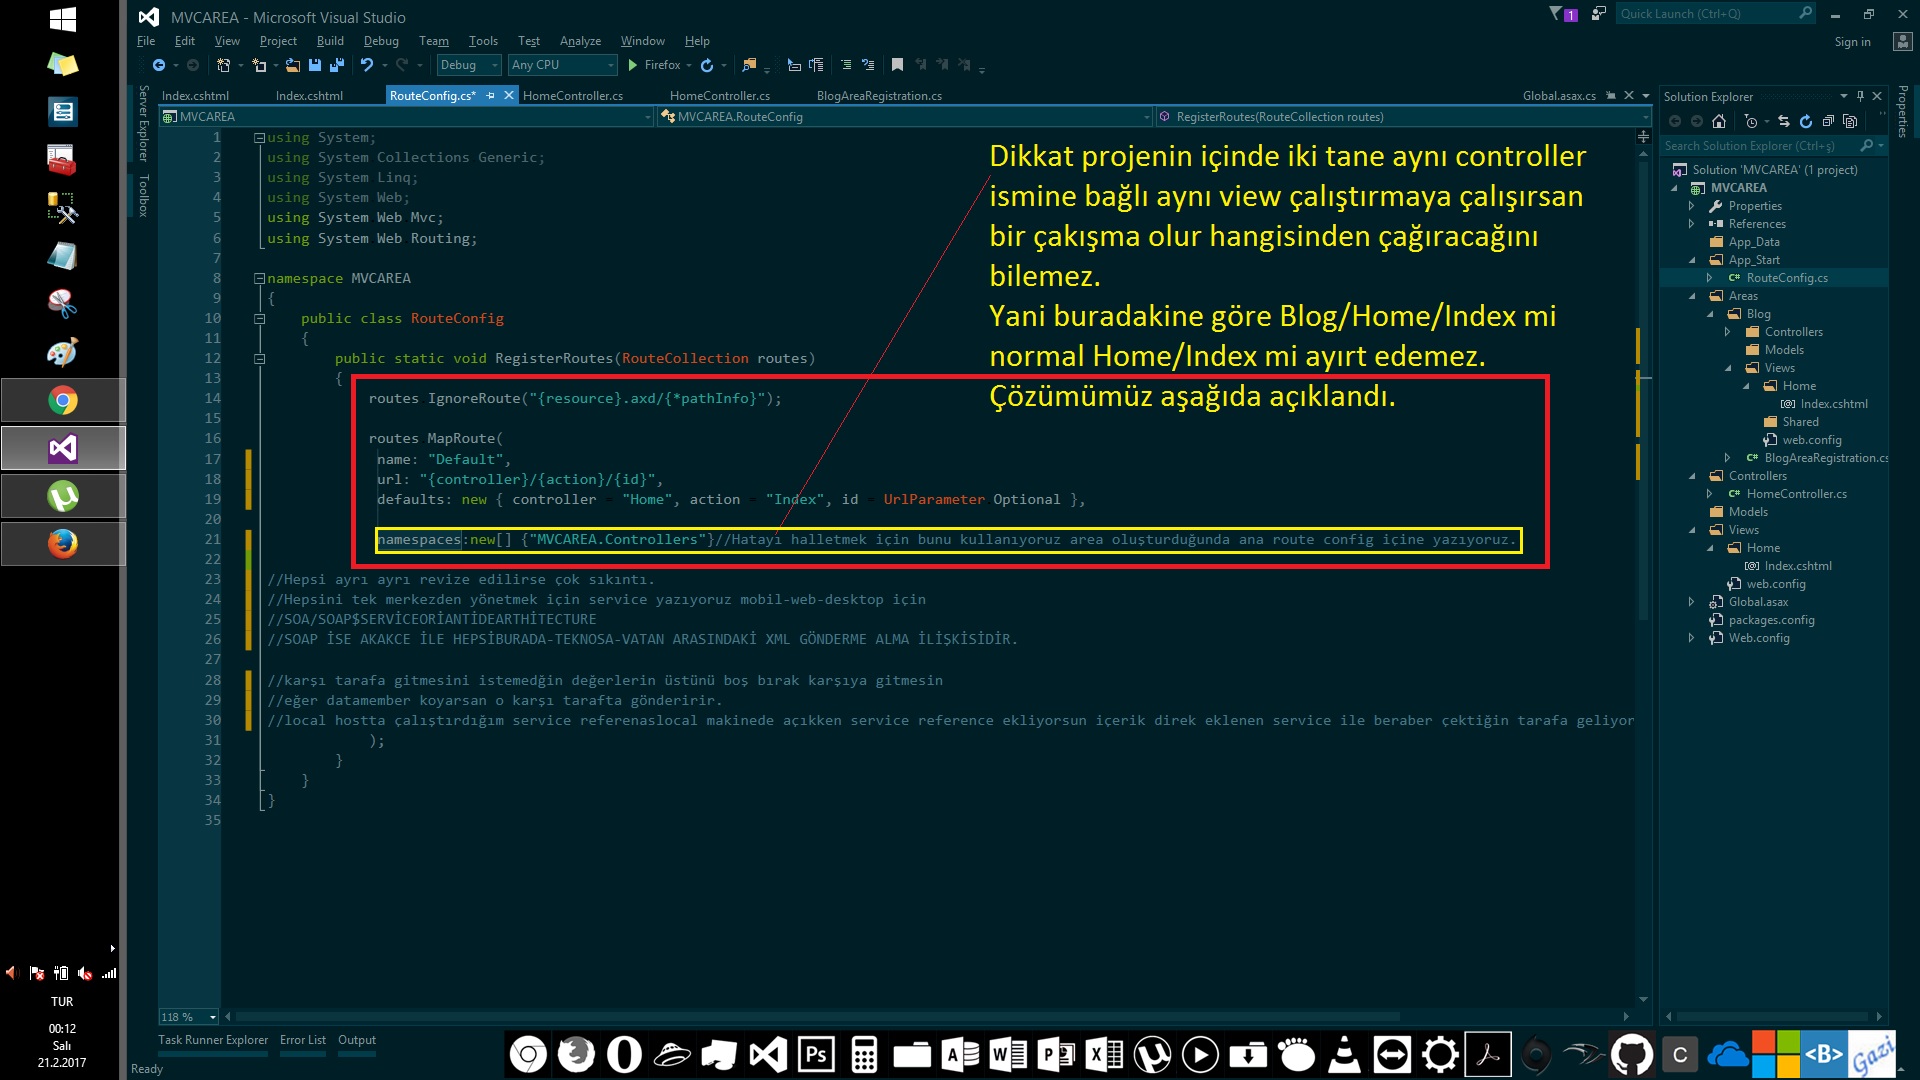 MVCAREA - Microsoft Visual Studio
1
Quick Launch (Ctrl+Q)
File Edit View Project Build Debug Team Tools Test Analyze Window Help
Sign in
Debug Any CPU Firefox
Index.cshtml Index.cshtml RouteConfig.cs* HomeController.cs HomeController.cs BlogAreaRegistration.cs Global.asax.cs
MVCAREA MVCAREA.RouteConfig RegisterRoutes(RouteCollection routes)
Server Explorer
Toolbox
1 using System;
2 using System Collections Generic;
3 using System Linq;
4 using System Web;
5 using System Web Mvc;
6 using System Web Routing;
7
8 namespace MVCAREA
9 {
10 public class RouteConfig
11 {
12 public static void RegisterRoutes(RouteCollection routes)
13 {
14 routes IgnoreRoute("{resource}.axd/{*pathInfo}");
15
16 routes MapRoute(
17 name: "Default",
18 url: "{controller}/{action}/{id}",
19 defaults: new { controller = "Home", action = "Index", id = UrlParameter Optional },
20
21 namespaces:new[] {"MVCAREA.Controllers"}//Hatayı halletmek için bunu kullanıyoruz area oluşturduğunda ana route config içine yazıyoruz.
22
23 //Hepsi ayrı ayrı revize edilirse çok sıkıntı.
24 //Hepsini tek merkezden yönetmek için service yazıyoruz mobil-web-desktop için
25 //SOA/SOAP$SERVİCEORİANTİDEARTHİTECTURE
26 //SOAP İSE AKAKCE İLE HEPSİBURADA-TEKNOSA-VATAN ARASINDAKİ XML GÖNDERME ALMA İLİŞKİSİDİR.
27
28 //karşı tarafa gitmesini istemedğin değerlerin üstünü boş bırak karşıya gitmesin
29 //eğer datamember koyarsan o karşı tarafta gönderirir.
30 //local hostta çalıştırdığım service referenaslocal makinede açıkken service reference ekliyorsun içerik direk eklenen service ile beraber çektiğin tarafa geliyor
31 );
32 }
33 }
34 }
35
Dikkat projenin içinde iki tane aynı controller
ismine bağlı aynı view çalıştırmaya çalışırsan
bir çakışma olur hangisinden çağıracağını
bilemez.
Yani buradakine göre Blog/Home/Index mi
normal Home/Index mi ayırt edemez.
Çözümümüz aşağıda açıklandı.
Solution Explorer
Search Solution Explorer (Ctrl+ş)
Solution 'MVCAREA' (1 project)
MVCAREA
Properties
References
App_Data
App_Start
C# RouteConfig.cs
Areas
Blog
Controllers
Models
Views
Home
[@] Index.cshtml
Shared
web.config
C# BlogAreaRegistration.cs
Controllers
C# HomeController.cs
Models
Views
Home
[@] Index.cshtml
web.config
Global.asax
packages.config
Web.config
Properties
118 %
Task Runner Explorer Error List Output
Ready
TUR
00:12
Salı
21.2.2017
Ps
C
<B>
Gazi